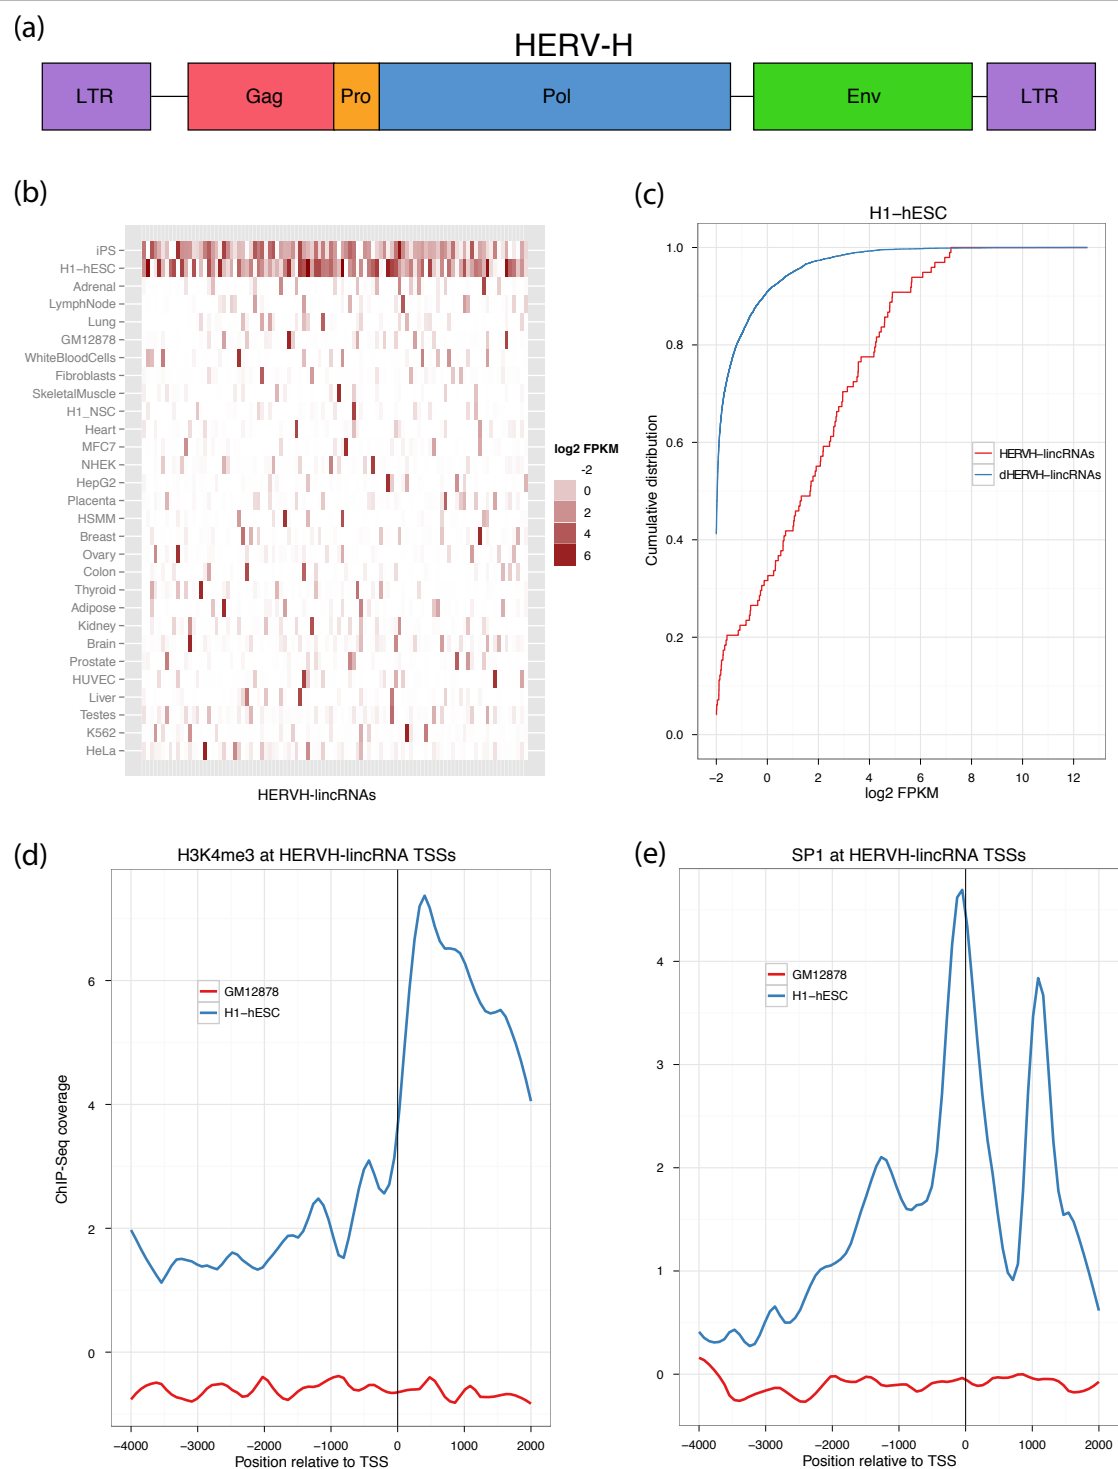 (a)
HERV-H
LTR Gag Pro Pol Env LTR
(b)
iPS
H1−hESC
Adrenal
LymphNode
Lung
GM12878
WhiteBloodCells
Fibroblasts
SkeletalMuscle
H1_NSC
Heart
MFC7
NHEK
HepG2
Placenta
HSMM
Breast
Ovary
Colon
Thyroid
Adipose
Kidney
Brain
Prostate
HUVEC
Liver
Testes
K562
HeLa
HERVH-lincRNAs
log2 FPKM
-2
0
2
4
6
(c)
H1−hESC
Cumulative distribution
1.0
0.8
0.6
0.4
0.2
0.0
HERVH−lincRNAs
dHERVH−lincRNAs
−2 0 2 4 6 8 10 12
log2 FPKM
(d)
H3K4me3 at HERVH-lincRNA TSSs
ChIP-Seq coverage
6
4
2
0
GM12878
H1−hESC
−4000 −3000 −2000 −1000 0 1000 2000
Position relative to TSS
(e)
SP1 at HERVH-lincRNA TSSs
4
3
2
1
0
GM12878
H1−hESC
−4000 −3000 −2000 −1000 0 1000 2000
Position relative to TSS